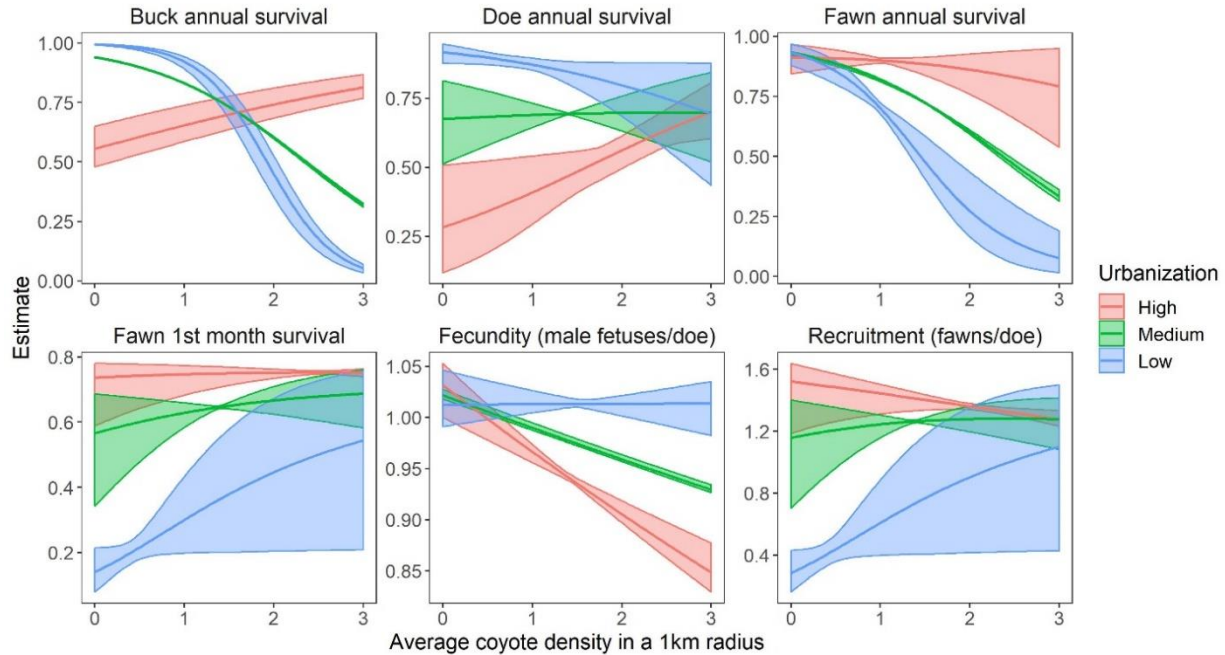 Buck annual survival
Doe annual survival
Fawn annual survival
1.00
0.75
0.50
0.25
0.00
0 1 2 3
0.75
0.50
0.25
0 1 2 3
1.00
0.75
0.50
0.25
0.00
0 1 2 3
Estimate
Fawn 1st month survival
Fecundity (male fetuses/doe)
Recruitment (fawns/doe)
0.8
0.6
0.4
0.2
0 1 2 3
1.05
1.00
0.95
0.90
0.85
0 1 2 3
1.6
1.2
0.8
0.4
0 1 2 3
Average coyote density in a 1km radius
Urbanization
High
Medium
Low